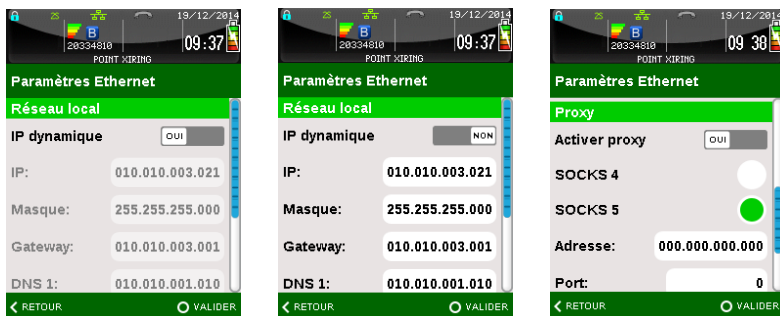 2S
19/12/2014
B
20334810
09:37
POINT XIRING
Paramètres Ethernet
Réseau local
IP dynamique OUI
IP: 010.010.003.021
Masque: 255.255.255.000
Gateway: 010.010.003.001
DNS 1: 010.010.001.010
RETOUR VALIDER
2S
19/12/2014
B
20334810
09:37
POINT XIRING
Paramètres Ethernet
Réseau local
IP dynamique NON
IP: 010.010.003.021
Masque: 255.255.255.000
Gateway: 010.010.003.001
DNS 1: 010.010.001.010
RETOUR VALIDER
2S
19/12/2014
B
20334810
09 38
POINT XIRING
Paramètres Ethernet
Proxy
Activer proxy OUI
SOCKS 4
SOCKS 5
Adresse: 000.000.000.000
Port: 0
RETOUR VALIDER